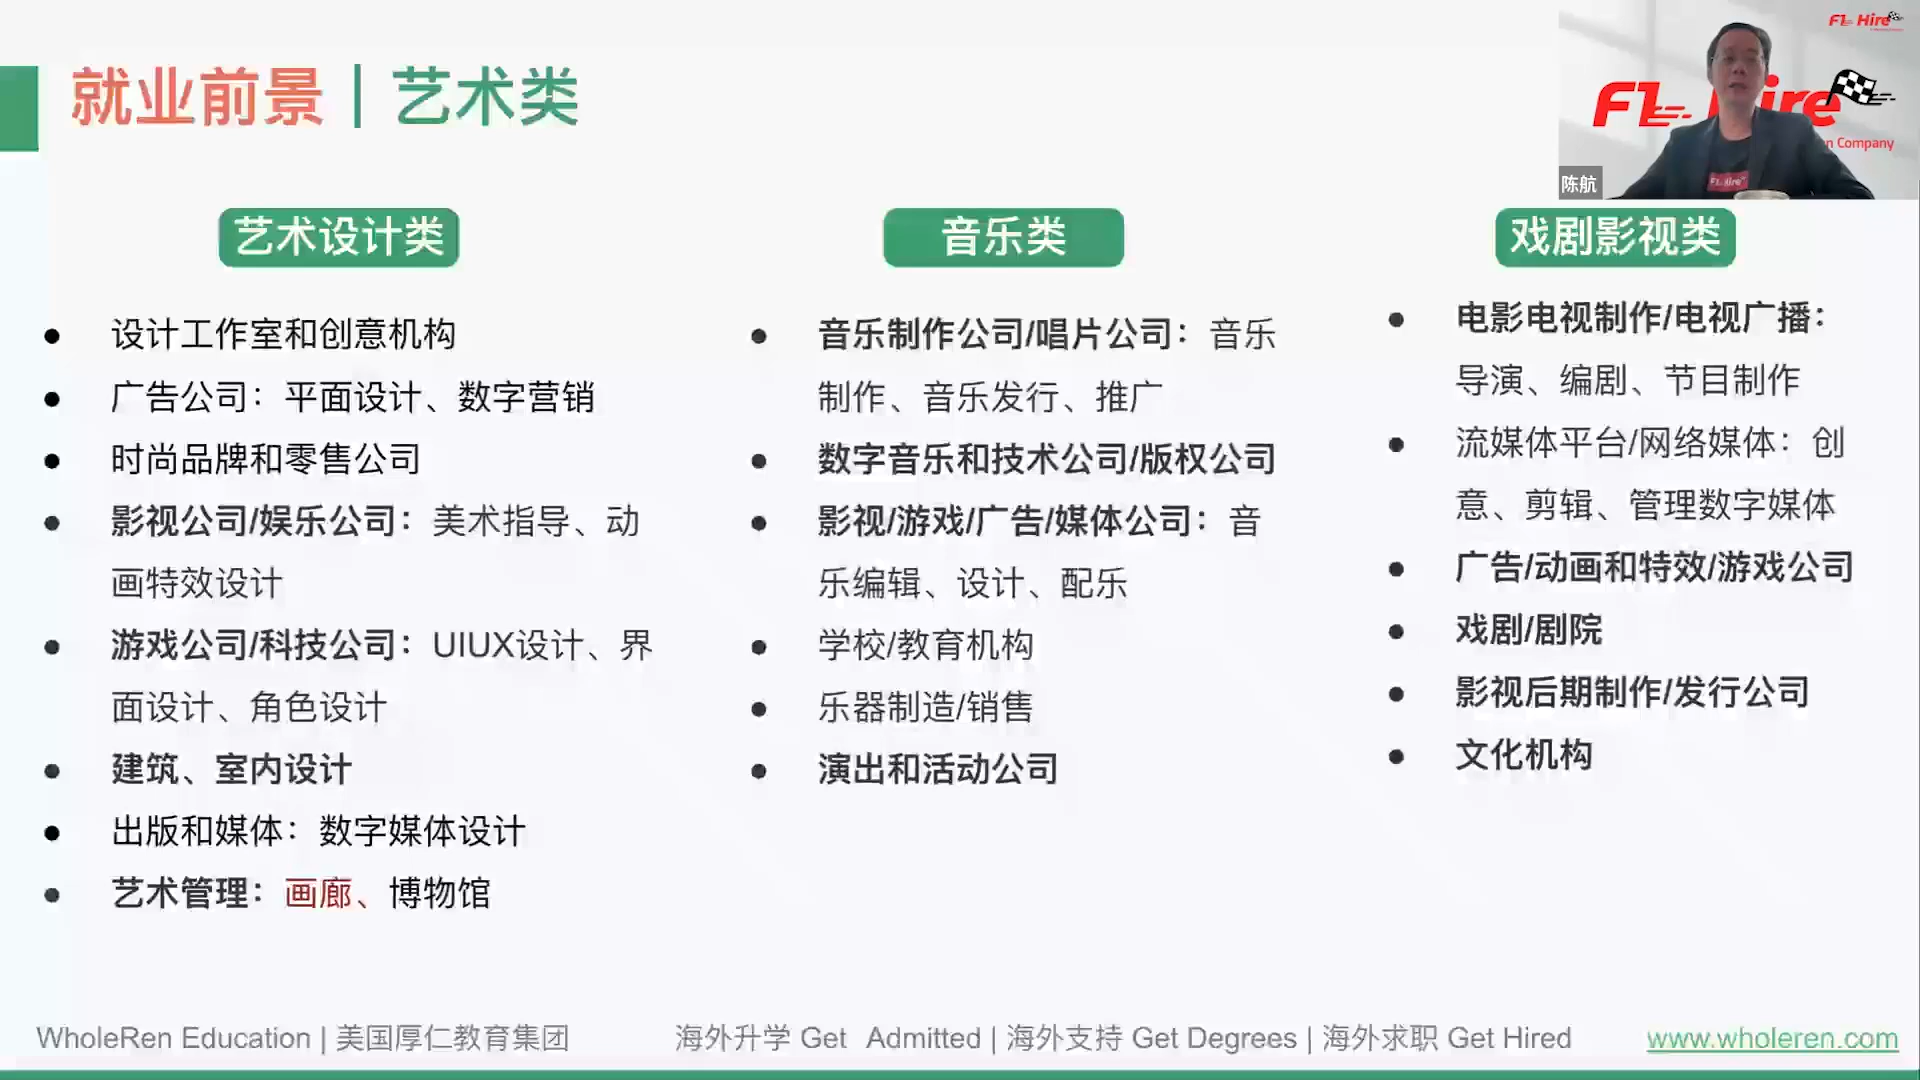 就业前景 | 艺术类
F1 Hire
n Company
F1 Hire
陈航
艺术设计类
设计工作室和创意机构
广告公司：平面设计、数字营销
时尚品牌和零售公司
影视公司/娱乐公司：美术指导、动
画特效设计
游戏公司/科技公司：UIUX设计、界
面设计、角色设计
建筑、室内设计
出版和媒体：数字媒体设计
艺术管理：画廊、博物馆
音乐类
音乐制作公司/唱片公司：音乐
制作、音乐发行、推广
数字音乐和技术公司/版权公司
影视/游戏/广告/媒体公司：音
乐编辑、设计、配乐
学校/教育机构
乐器制造/销售
演出和活动公司
戏剧影视类
电影电视制作/电视广播：
导演、编剧、节目制作
流媒体平台/网络媒体：创
意、剪辑、管理数字媒体
广告/动画和特效/游戏公司
戏剧/剧院
影视后期制作/发行公司
文化机构
WholeRen Education | 美国厚仁教育集团
海外升学 Get Admitted | 海外支持 Get Degrees | 海外求职 Get Hired
www.wholeren.com